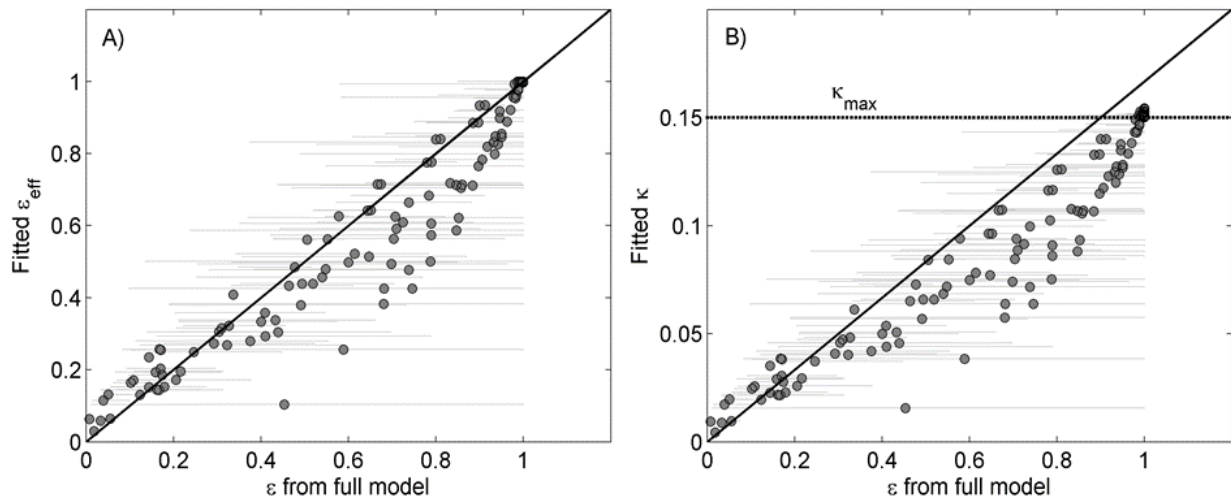 A)
Fitted ε_eff
1
0.8
0.6
0.4
0.2
0
0 0.2 0.4 0.6 0.8 1
ε from full model
B)
κ_max
Fitted κ
0.15
0.1
0.05
0
0 0.2 0.4 0.6 0.8 1
ε from full model